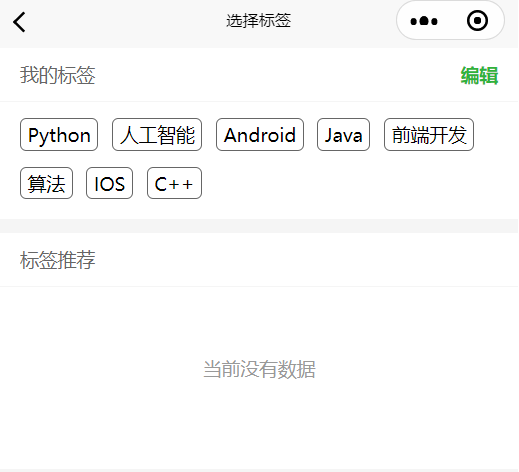 选择标签
我的标签 编辑
Python 人工智能 Android Java 前端开发
算法 IOS C++
标签推荐
当前没有数据